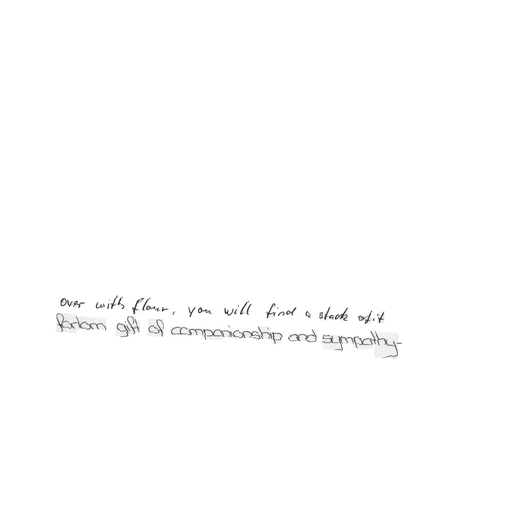 over with flour, you will find a stack of it
forlorn gift of companionship and sympathy-